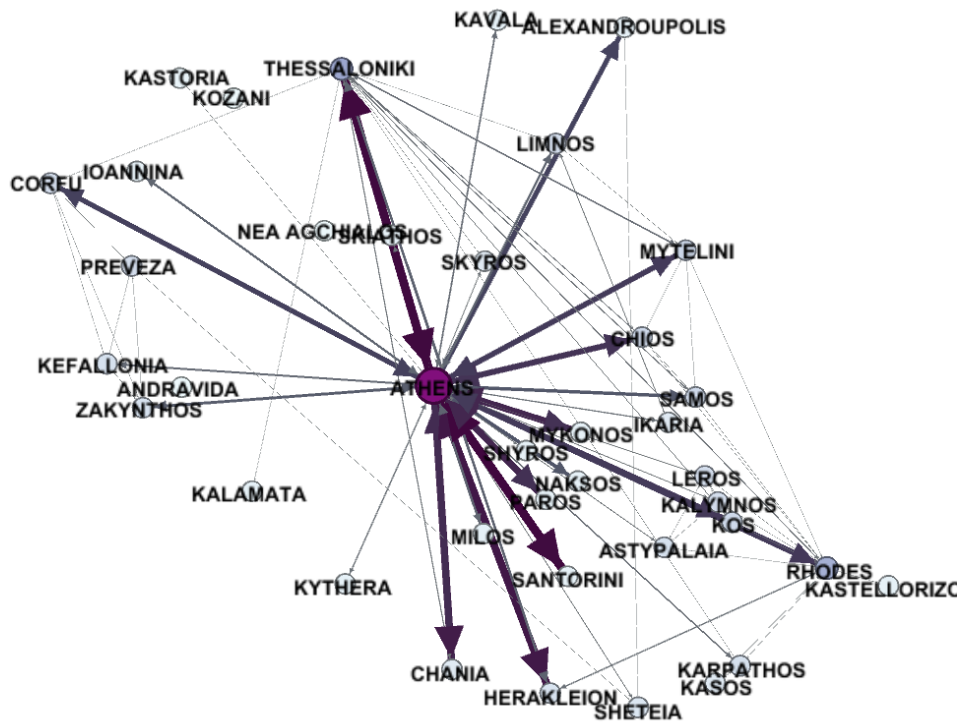 KAVALA
ALEXANDROUPOLIS
THESSALONIKI
KASTORIA
KOZANI
LIMNOS
IOANNINA
CORFU
NEA AGCHIALOS
SKIATHOS
MYTELINI
SKYROS
PREVEZA
CHIOS
KEFALLONIA
ANDRAVIDA
ATHENS
ZAKYNTHOS
SAMOS
IKARIA
MYKONOS
SHYROS
LEROS
NAKSOS
KALAMATA
PAROS
KALYMNOS
KOS
MILOS
ASTYPALAIA
RHODES
SANTORINI
KYTHERA
KASTELLORIZO
CHANIA
KARPATHOS
KASOS
HERAKLEION
SHETEIA